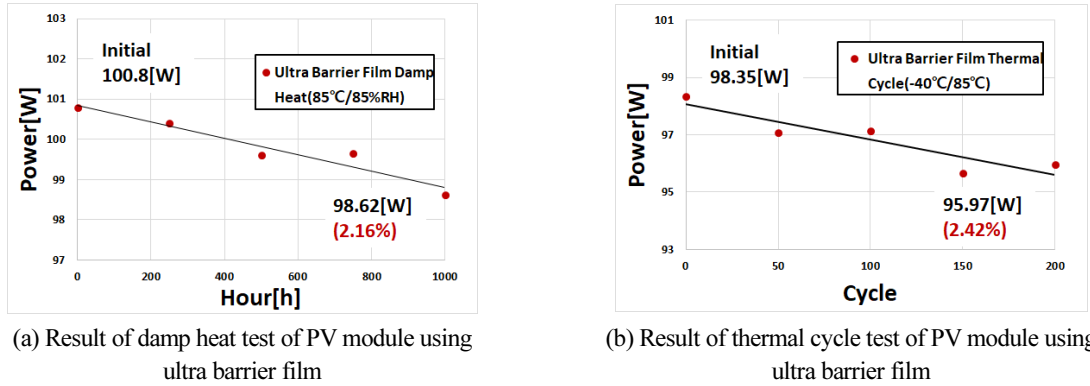 103
102
101
100
99
98
97
Power[W]
Initial
100.8[W]
Ultra Barrier Film Damp
Heat(85℃/85%RH)
98.62[W]
(2.16%)
0 200 400 600 800 1000
Hour[h]
(a) Result of damp heat test of PV module using
ultra barrier film
101
99
97
95
93
Power[W]
Initial
98.35[W]
Ultra Barrier Film Thermal
Cycle(-40℃/85℃)
95.97[W]
(2.42%)
0 50 100 150 200
Cycle
(b) Result of thermal cycle test of PV module using
ultra barrier film